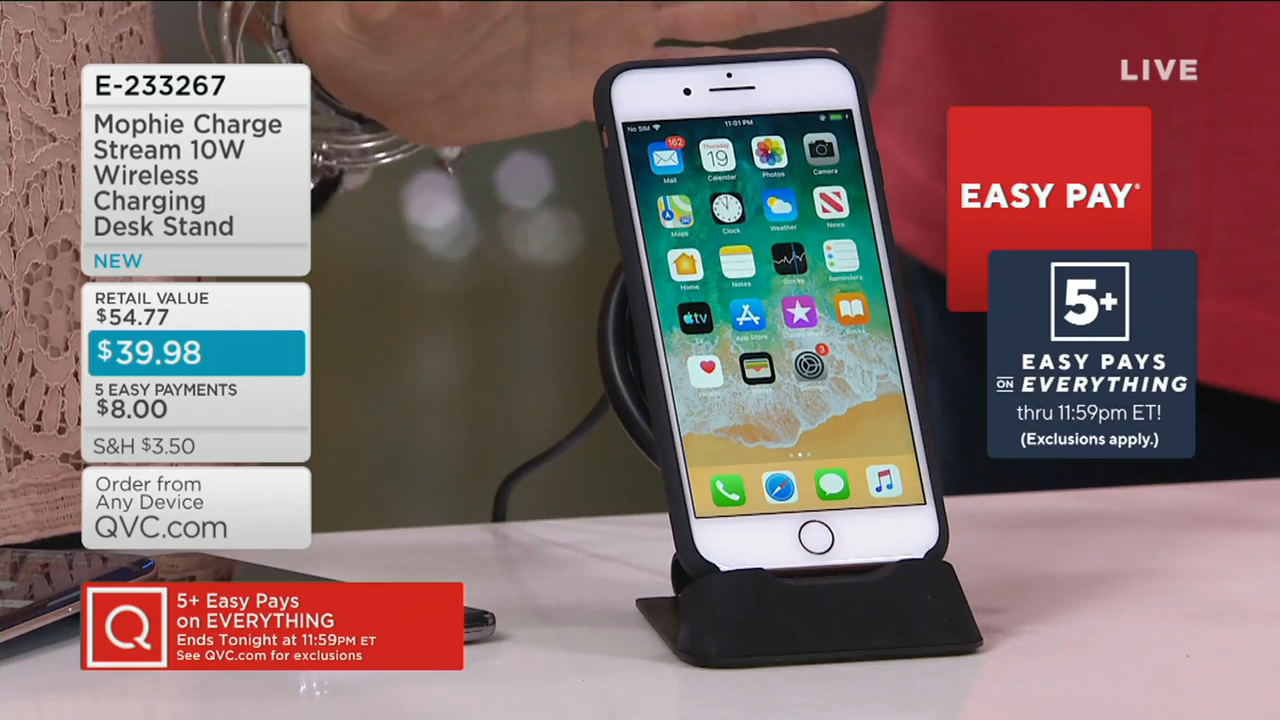 E-233267
Mophie Charge
Stream 10W
Wireless
Charging
Desk Stand
NEW
RETAIL VALUE
$54.77
$39.98
5 EASY PAYMENTS
$8.00
S&H $3.50
Order from
Any Device
QVC.com
Q
5+ Easy Pays
on EVERYTHING
Ends Tonight at 11:59PM ET
See QVC.com for exclusions
No SIM
11:01 PM
162
Thursday
19
Mail
Calendar
Photos
Camera
Maps
Clock
Weather
News
Home
Notes
Stocks
Reminders
tv
TV
App Store
3
Settings
LIVE
EASY PAY®
5+
EASY PAYS
ON EVERYTHING
thru 11:59pm ET!
(Exclusions apply.)